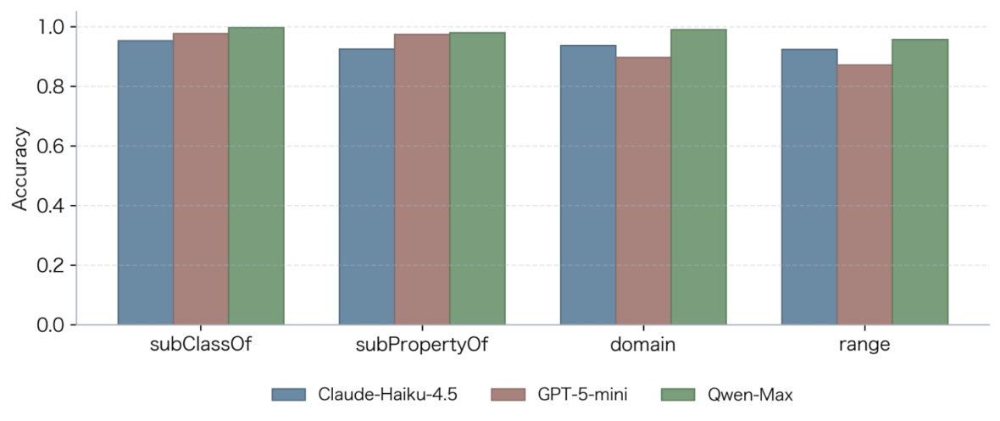 1.0
0.8
0.6
0.4
0.2
0.0
Accuracy
subClassOf subPropertyOf domain range
Claude-Haiku-4.5 GPT-5-mini Qwen-Max